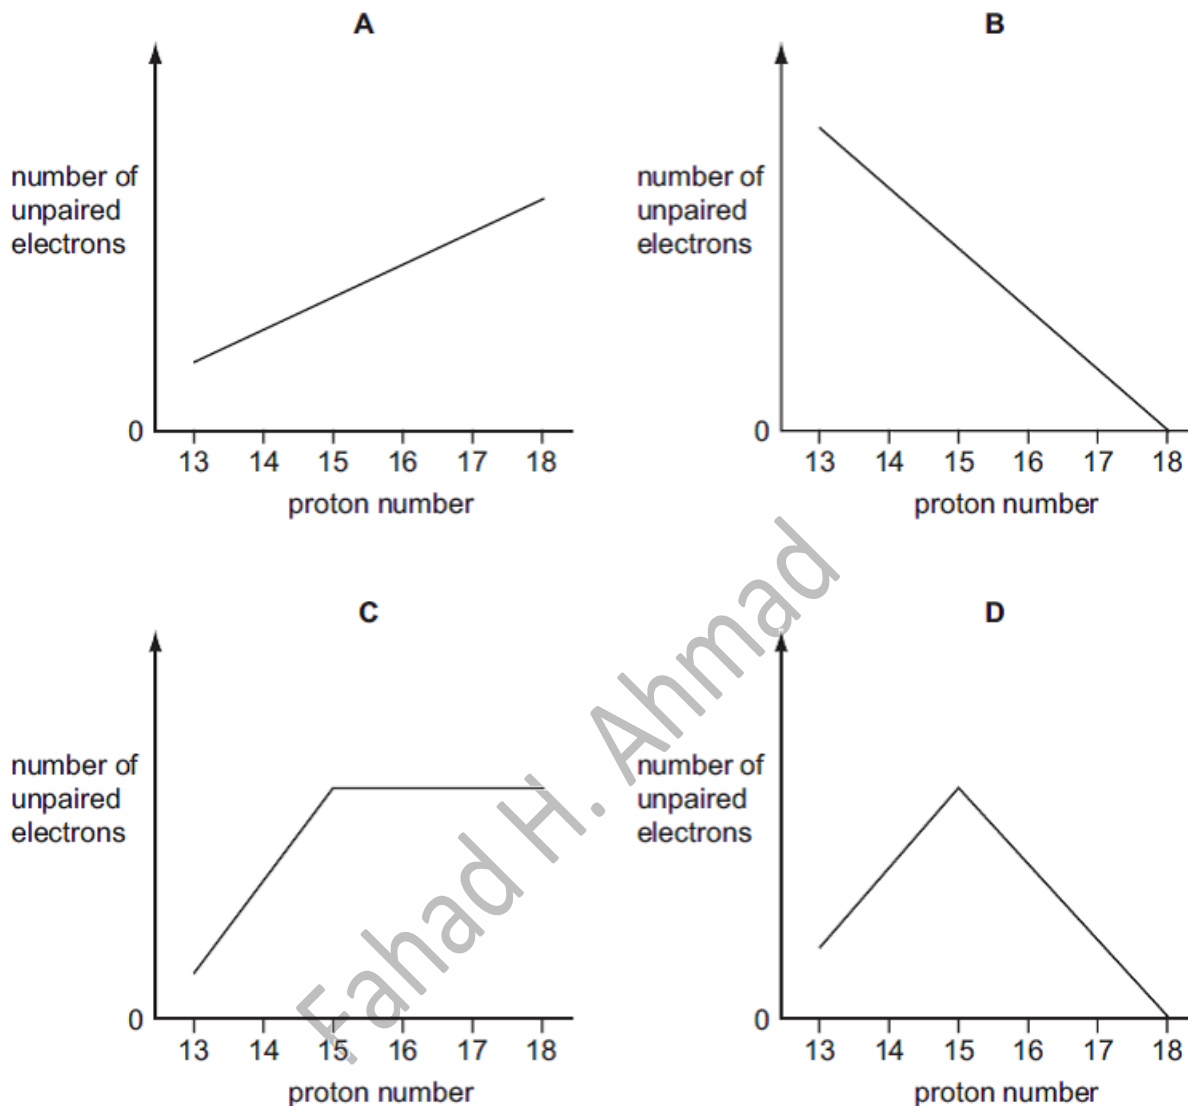 A
number of
unpaired
electrons
0
13 14 15 16 17 18
proton number
B
number of
unpaired
electrons
0
13 14 15 16 17 18
proton number
C
number of
unpaired
electrons
0
13 14 15 16 17 18
proton number
D
number of
unpaired
electrons
0
13 14 15 16 17 18
proton number
Fahad H. Ahmad